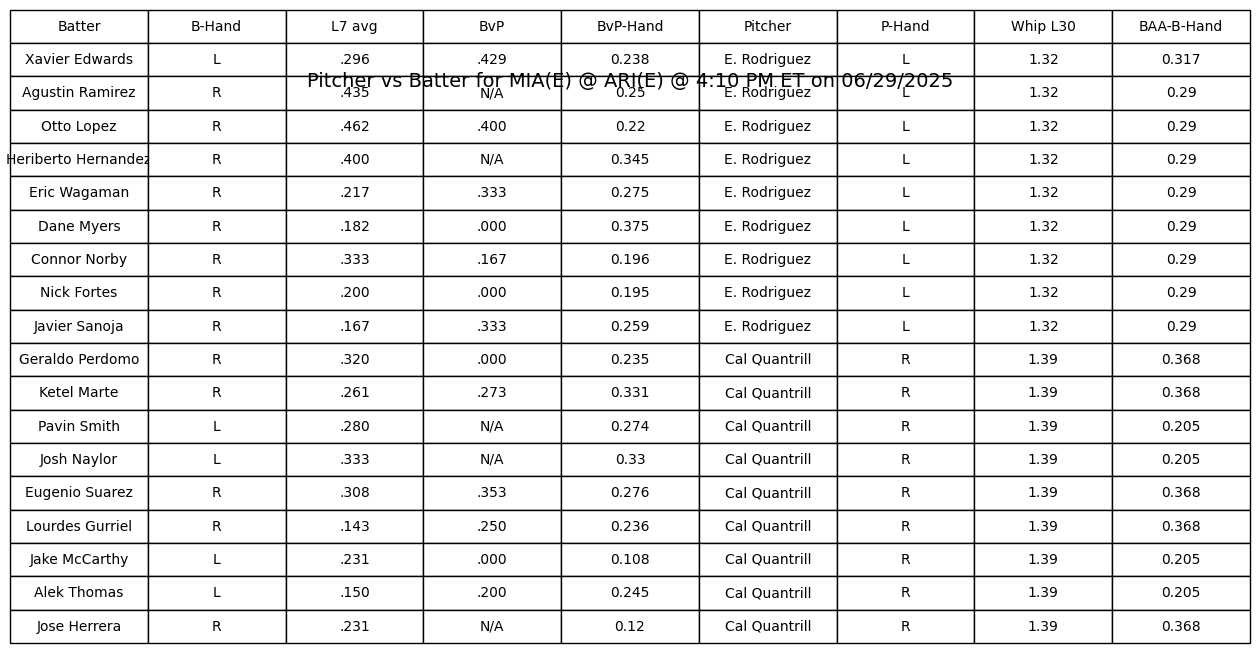 Batter B-Hand L7 avg BvP BvP-Hand Pitcher P-Hand Whip L30 BAA-B-Hand
Xavier Edwards L .296 .429 0.238 E. Rodriguez L 1.32 0.317
Pitcher vs Batter for MIA(E) @ ARI(E) @ 4:10 PM ET on 06/29/2025
Agustin Ramirez R .435 N/A 0.25 E. Rodriguez L 1.32 0.29
Otto Lopez R .462 .400 0.22 E. Rodriguez L 1.32 0.29
Heriberto Hernandez R .400 N/A 0.345 E. Rodriguez L 1.32 0.29
Eric Wagaman R .217 .333 0.275 E. Rodriguez L 1.32 0.29
Dane Myers R .182 .000 0.375 E. Rodriguez L 1.32 0.29
Connor Norby R .333 .167 0.196 E. Rodriguez L 1.32 0.29
Nick Fortes R .200 .000 0.195 E. Rodriguez L 1.32 0.29
Javier Sanoja R .167 .333 0.259 E. Rodriguez L 1.32 0.29
Geraldo Perdomo R .320 .000 0.235 Cal Quantrill R 1.39 0.368
Ketel Marte R .261 .273 0.331 Cal Quantrill R 1.39 0.368
Pavin Smith L .280 N/A 0.274 Cal Quantrill R 1.39 0.205
Josh Naylor L .333 N/A 0.33 Cal Quantrill R 1.39 0.205
Eugenio Suarez R .308 .353 0.276 Cal Quantrill R 1.39 0.368
Lourdes Gurriel R .143 .250 0.236 Cal Quantrill R 1.39 0.368
Jake McCarthy L .231 .000 0.108 Cal Quantrill R 1.39 0.205
Alek Thomas L .150 .200 0.245 Cal Quantrill R 1.39 0.205
Jose Herrera R .231 N/A 0.12 Cal Quantrill R 1.39 0.368